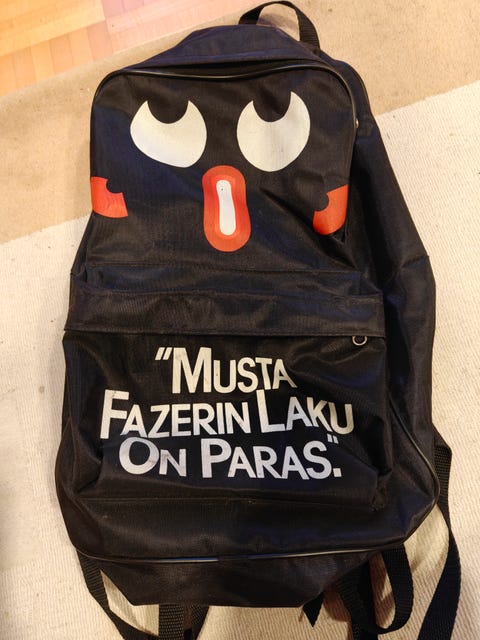 "MUSTA
FAZERIN LAKU
ON PARAS".